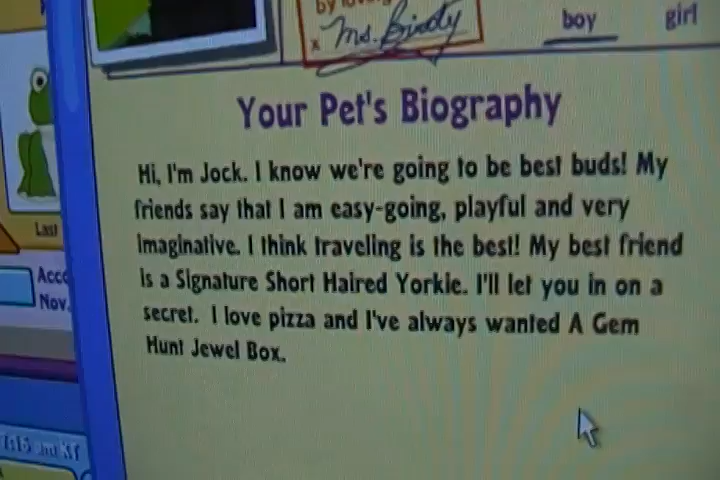 by
x Ms. Birdy
boy girl
Your Pet's Biography
Hi, I'm Jock. I know we're going to be best buds! My
friends say that I am easy-going, playful and very
imaginative. I think traveling is the best! My best friend
is a Signature Short Haired Yorkie. I'll let you in on a
secret. I love pizza and I've always wanted A Gem
Hunt Jewel Box.
Last
Acco
Nov.